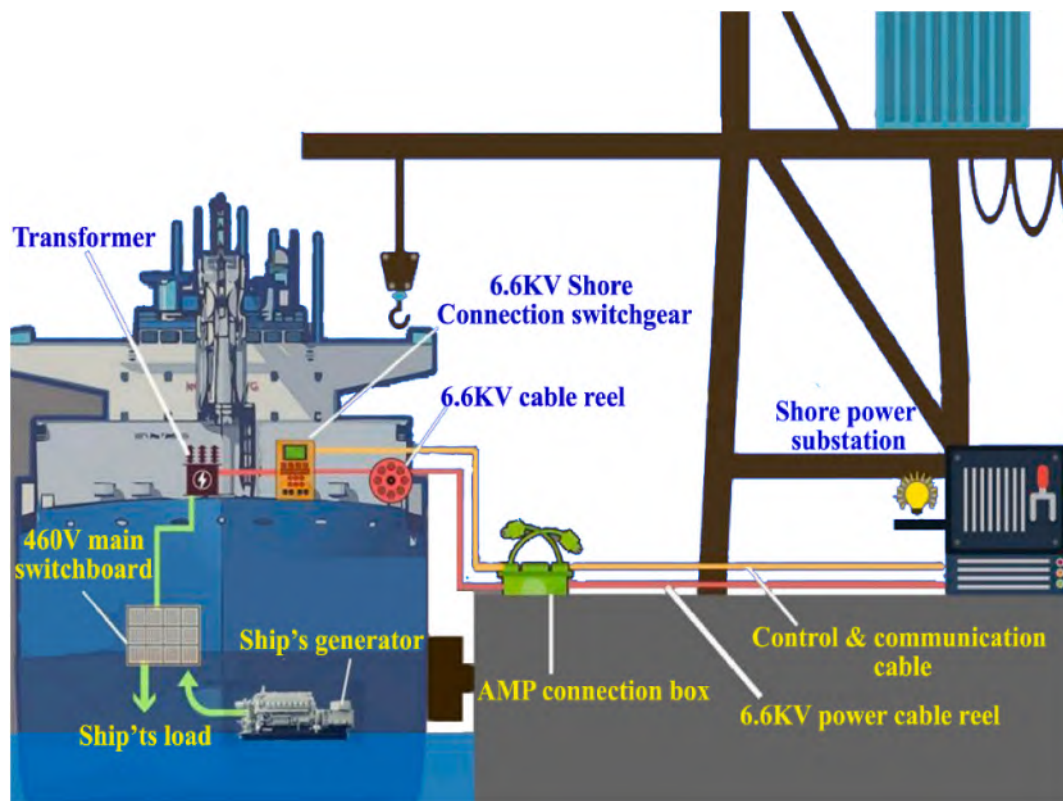 Transformer
6.6KV Shore
Connection switchgear
6.6KV cable reel
Shore power
substation
460V main
switchboard
Ship's generator
Ship'ts load
AMP connection box
Control & communication
cable
6.6KV power cable reel